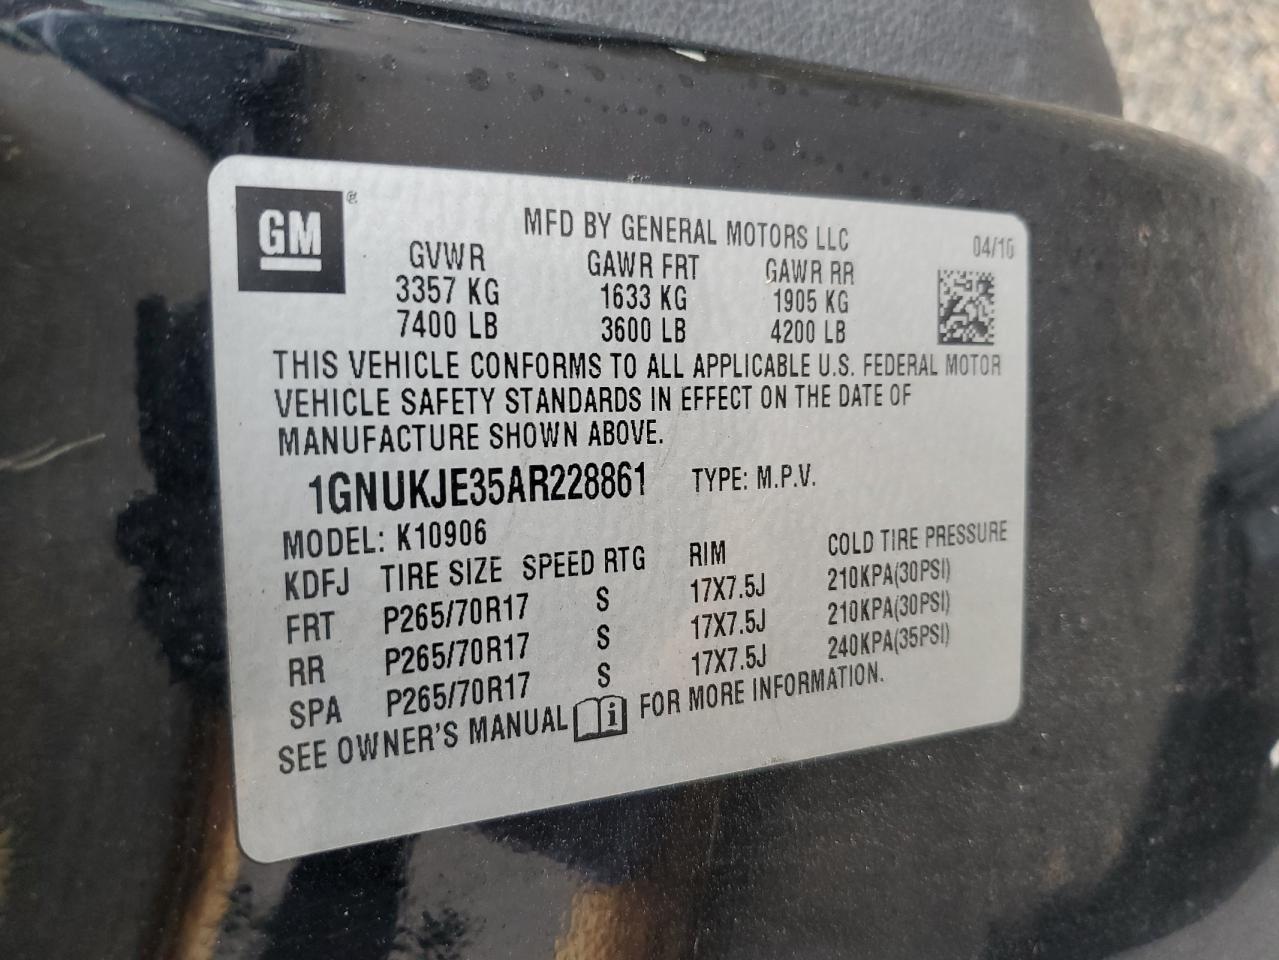 GM ®
MFD BY GENERAL MOTORS LLC
04/10
GVWR GAWR FRT GAWR RR
3357 KG 1633 KG 1905 KG
7400 LB 3600 LB 4200 LB
THIS VEHICLE CONFORMS TO ALL APPLICABLE U.S. FEDERAL MOTOR
VEHICLE SAFETY STANDARDS IN EFFECT ON THE DATE OF
MANUFACTURE SHOWN ABOVE.
1GNUKJE35AR228861 TYPE: M.P.V.
MODEL: K10906
KDFJ TIRE SIZE SPEED RTG RIM COLD TIRE PRESSURE
FRT P265/70R17 S 17X7.5J 210KPA(30PSI)
RR P265/70R17 S 17X7.5J 210KPA(30PSI)
SPA P265/70R17 S 17X7.5J 240KPA(35PSI)
SEE OWNER'S MANUAL i FOR MORE INFORMATION.